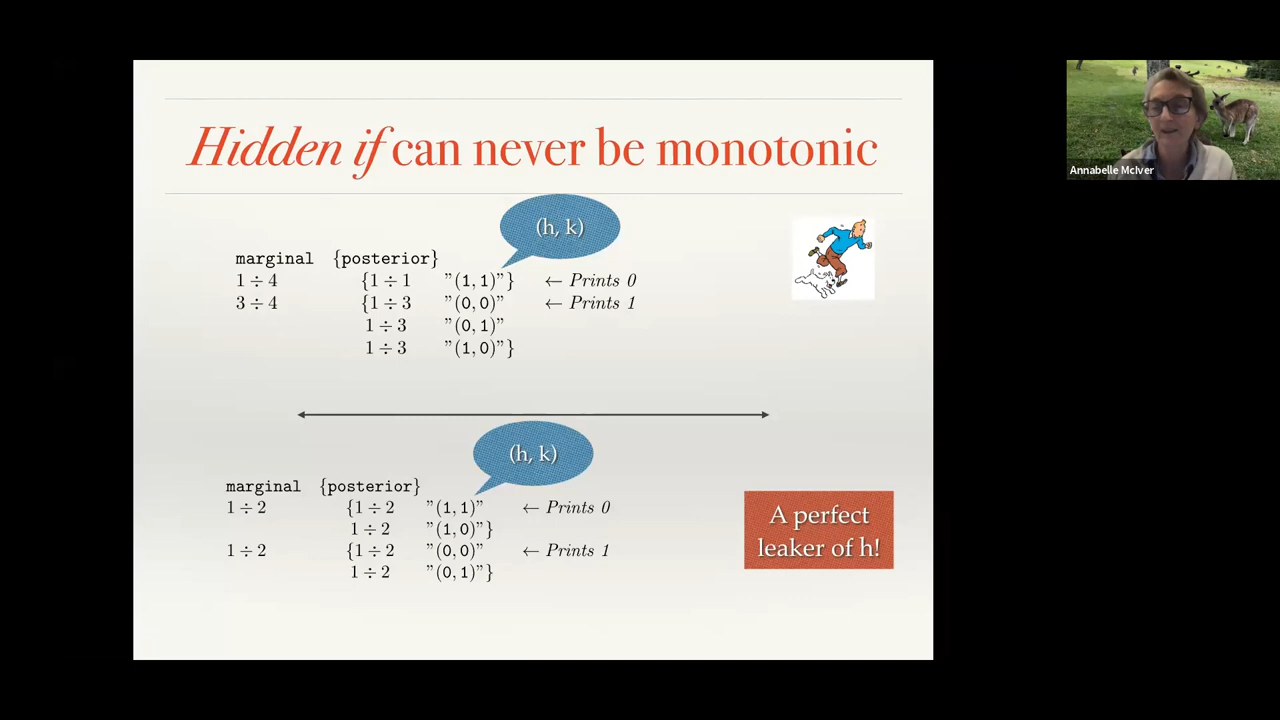 Hidden if can never be monotonic
(h, k)
marginal {posterior}
1 ÷ 4 {1 ÷ 1 ”(1, 1)”} ← Prints 0
3 ÷ 4 {1 ÷ 3 ”(0, 0)” ← Prints 1
1 ÷ 3 ”(0, 1)”
1 ÷ 3 ”(1, 0)”}
(h, k)
marginal {posterior}
1 ÷ 2 {1 ÷ 2 ”(1, 1)” ← Prints 0
1 ÷ 2 ”(1, 0)”}
1 ÷ 2 {1 ÷ 2 ”(0, 0)” ← Prints 1
1 ÷ 2 ”(0, 1)”}
A perfect
leaker of h!
Annabelle McIver